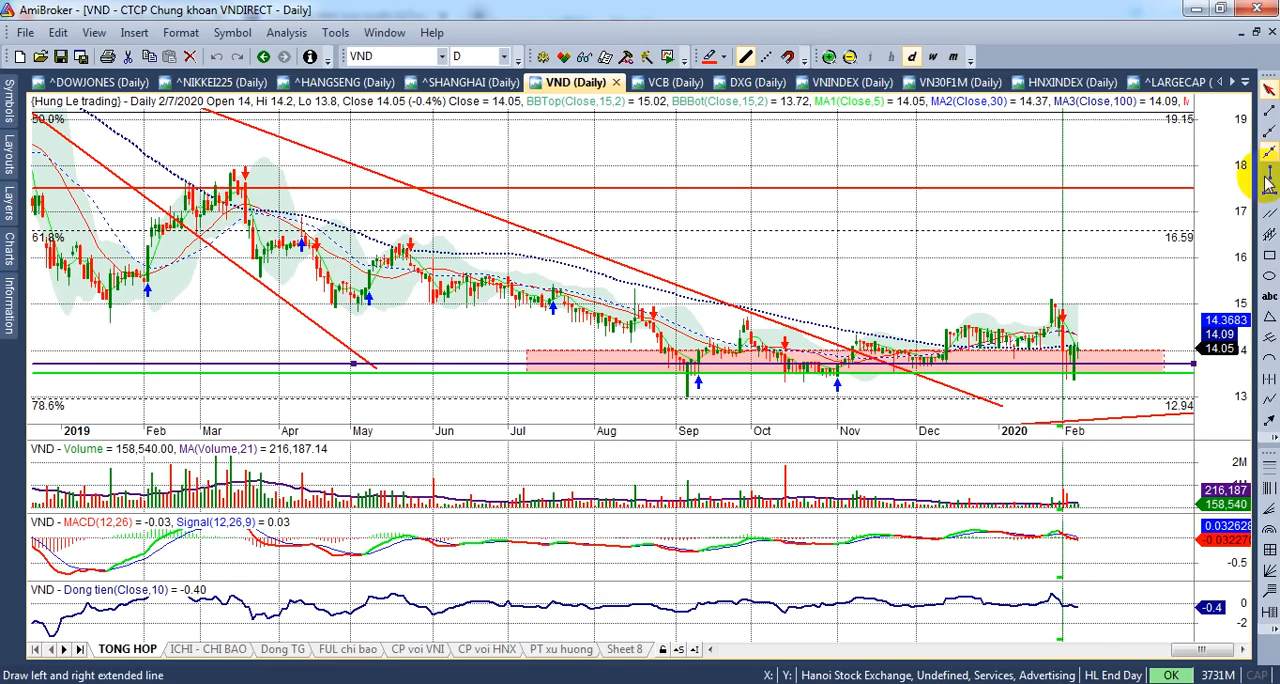 AmiBroker - [VND - CTCP Chung khoan VNDIRECT - Daily]
File Edit View Insert Format Symbol Analysis Tools Window Help
VND D i h d w m
^DOWJONES (Daily) ^NIKKEI225 (Daily) ^HANGSENG (Daily) ^SHANGHAI (Daily) VND (Daily) VCB (Daily) DXG (Daily) VNINDEX (Daily) VN30F1M (Daily) HNXINDEX (Daily) ^LARGECAP (
{Hung Le trading} - Daily 2/7/2020 Open 14, Hi 14.2, Lo 13.8, Close 14.05 (-0.4%) Close = 14.05, BBTop(Close,15,2) = 15.02, BBBot(Close,15,2) = 13.72, MA1(Close,5) = 14.05, MA2(Close,30) = 14.37, MA3(Close,100) = 14.09,
Symbols
Layouts
Layers
Charts
Information
50.0% 19.15 19
18
17
61.8% 16.59
16
15
14.3683
14.09
14.05
14
13
78.6% 12.94
2019 Feb Mar Apr May Jun Jul Aug Sep Oct Nov Dec 2020 Feb
abc
VND - Volume = 158,540.00, MA(Volume,21) = 216,187.14
2M
216,187
158,540
VND - MACD(12,26) = -0.03, Signal(12,26,9) = 0.03
0.032628
-0.032270
-0.5
VND - Dong tien(Close,10) = -0.40
0
-0.4
-2
TONG HOP ICHI - CHI BAO Dong TG FUL chi bao CP voi VNI CP voi HNX PT xu huong Sheet 8
Draw left and right extended line X: Y: Hanoi Stock Exchange, Undefined, Services, Advertising HL End Day OK 3731M CAP